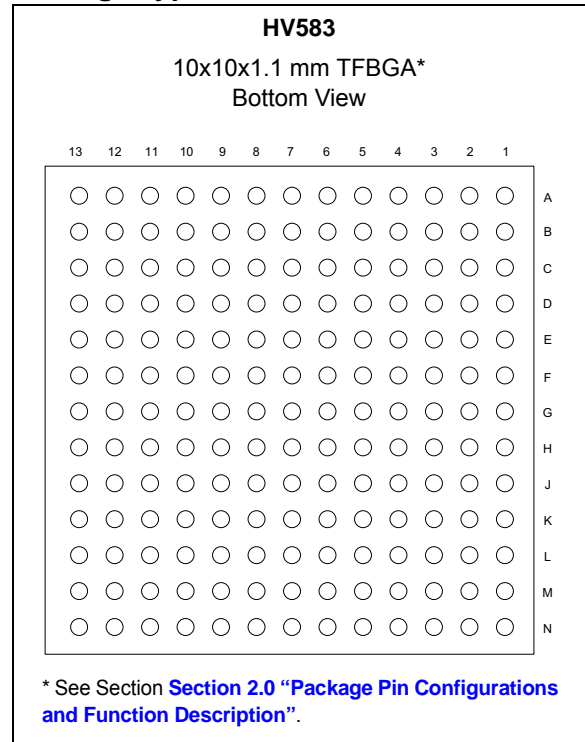 HV583
10x10x1.1 mm TFBGA*
Bottom View
13 12 11 10 9 8 7 6 5 4 3 2 1
A
B
C
D
E
F
G
H
J
K
L
M
N
* See Section Section 2.0 “Package Pin Configurations
and Function Description”.